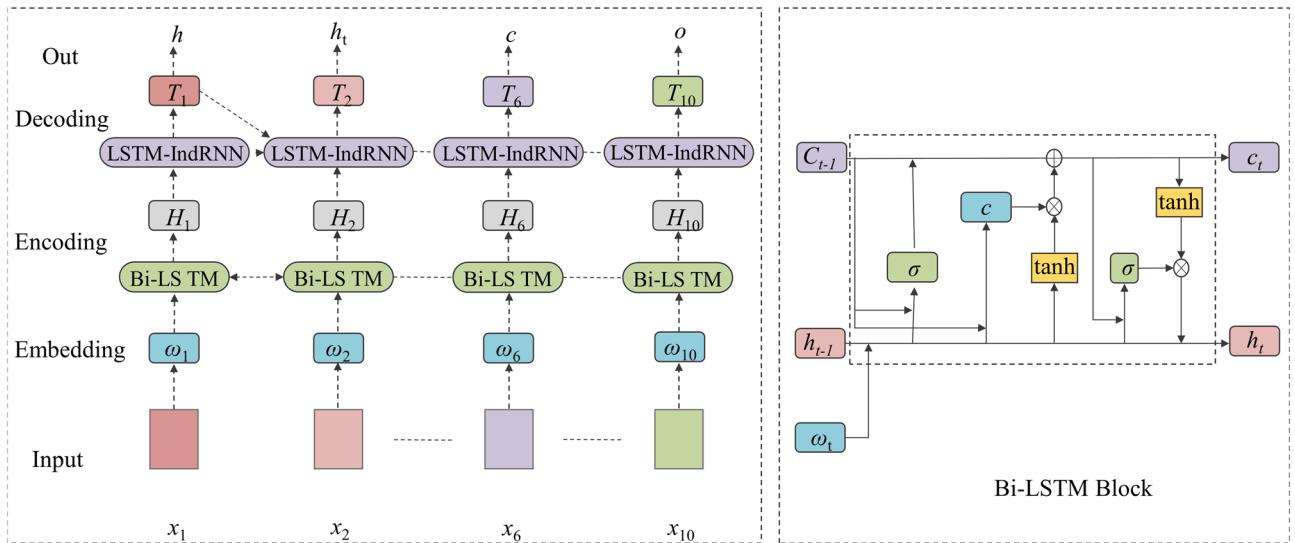 h h_t c o
Out
T_1 T_2 T_6 T_10
Decoding
LSTM-IndRNN LSTM-IndRNN LSTM-IndRNN LSTM-IndRNN
H_1 H_2 H_6 H_10
Encoding
Bi-LS TM Bi-LS TM Bi-LS TM Bi-LS TM
Embedding ω_1 ω_2 ω_6 ω_10
Input
x_1 x_2 x_6 x_10
C_{t-1} c_t
c tanh
σ tanh σ
h_{t-1} h_t
ω_t
Bi-LSTM Block